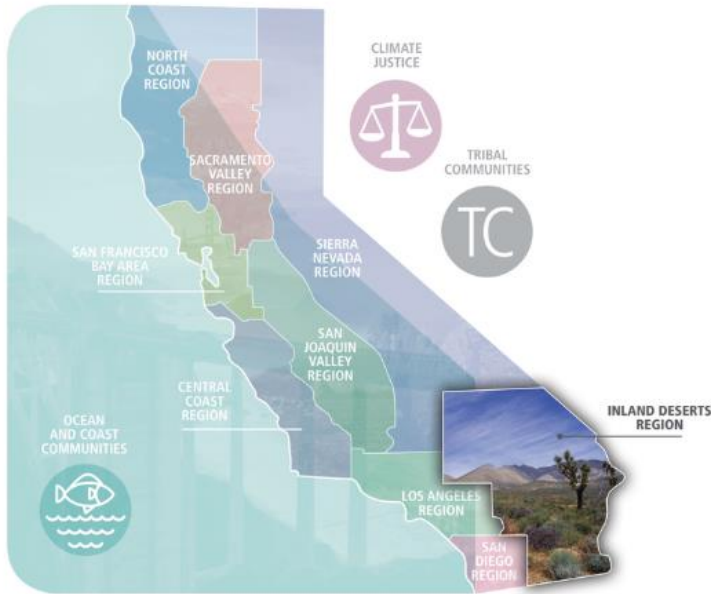 NORTH
COAST
REGION
CLIMATE
JUSTICE
SACRAMENTO
VALLEY
REGION
TRIBAL
COMMUNITIES
TC
SAN FRANCISCO
BAY AREA
REGION
SIERRA
NEVADA
REGION
SAN
JOAQUIN
VALLEY
REGION
CENTRAL
COAST
REGION
INLAND DESERTS
REGION
OCEAN
AND COAST
COMMUNITIES
LOS ANGELES
REGION
SAN
DIEGO
REGION